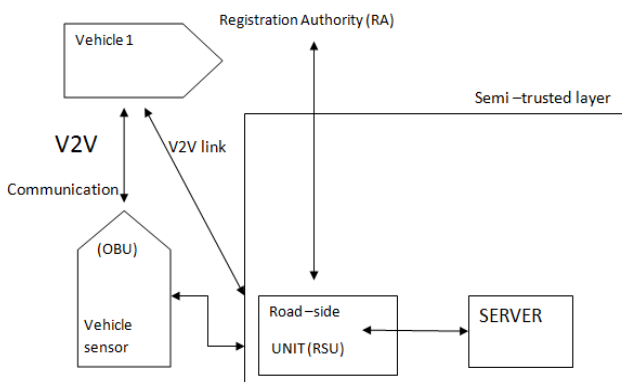 Registration Authority (RA)
Vehicle 1
Semi –trusted layer
V2V
V2V link
Communication
(OBU)
Vehicle
sensor
Road–side
UNIT(RSU)
SERVER